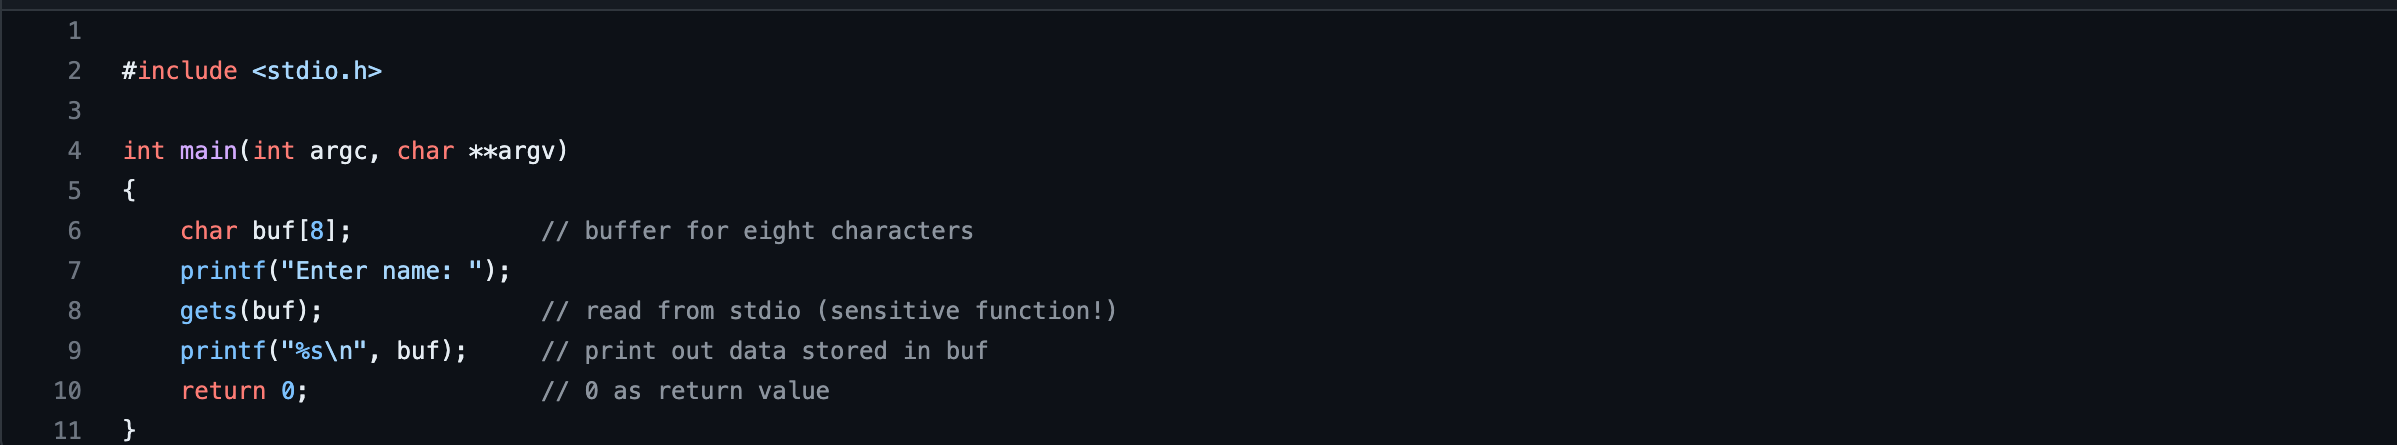 1
2 #include <stdio.h>
3
4 int main(int argc, char **argv)
5 {
6     char buf[8];             // buffer for eight characters
7     printf("Enter name: ");
8     gets(buf);               // read from stdio (sensitive function!)
9     printf("%s\n", buf);     // print out data stored in buf
10     return 0;                // 0 as return value
11 }